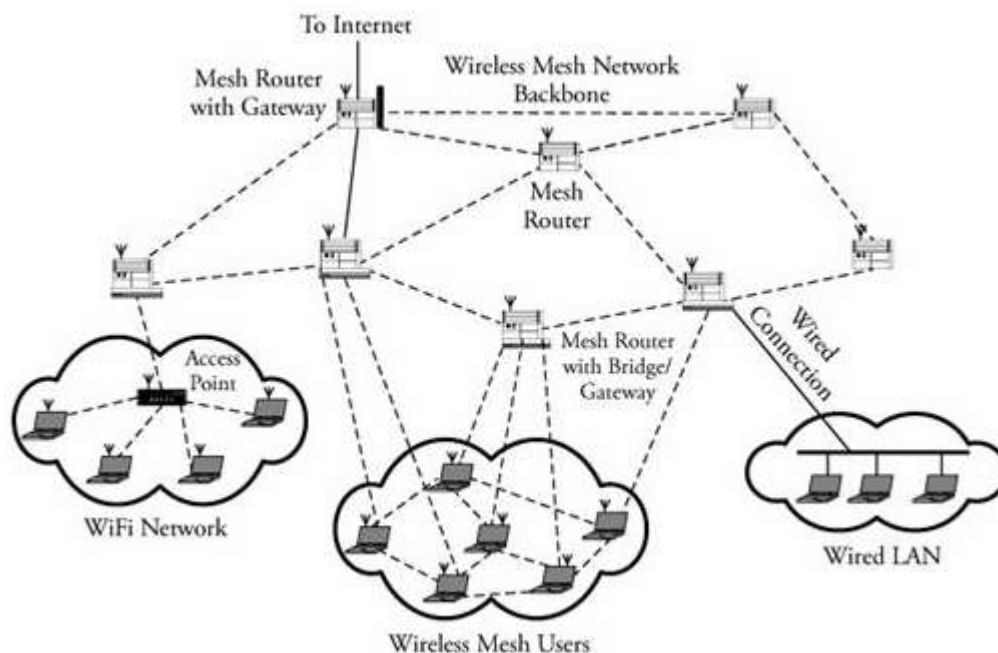 To Internet
Mesh Router
with Gateway
Wireless Mesh Network
Backbone
Mesh
Router
Mesh Router
with Bridge/
Gateway
Wired
Connection
Access
Point
WiFi Network
Wireless Mesh Users
Wired LAN